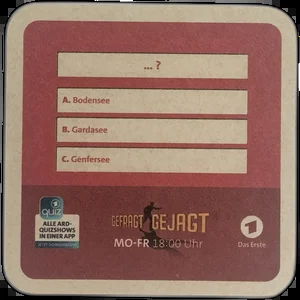 ... ?
A. Bodensee
B. Gardasee
C. Genfersee
quiz
ALLE ARD-
QUIZSHOWS
IN EINER APP
GEFRAGT GEJAGT
MO-FR 18:00 Uhr
Das Erste